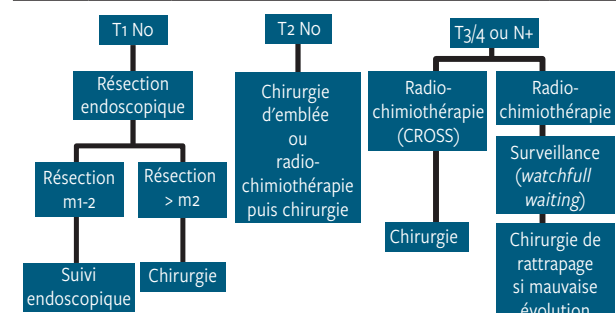 T1 N0
Résection
endoscopique
Résection
m1-2
Suivi
endoscopique
Résection
> m2
Chirurgie
T2 N0
Chirurgie
d'emblée
ou
radio-
chimiothérapie
puis chirurgie
T3/4 ou N+
Radio-
chimiothérapie
(CROSS)
Chirurgie
Radio-
chimiothérapie
Surveillance
(watchfull
waiting)
Chirurgie de
rattrapage
si mauvaise
évolution